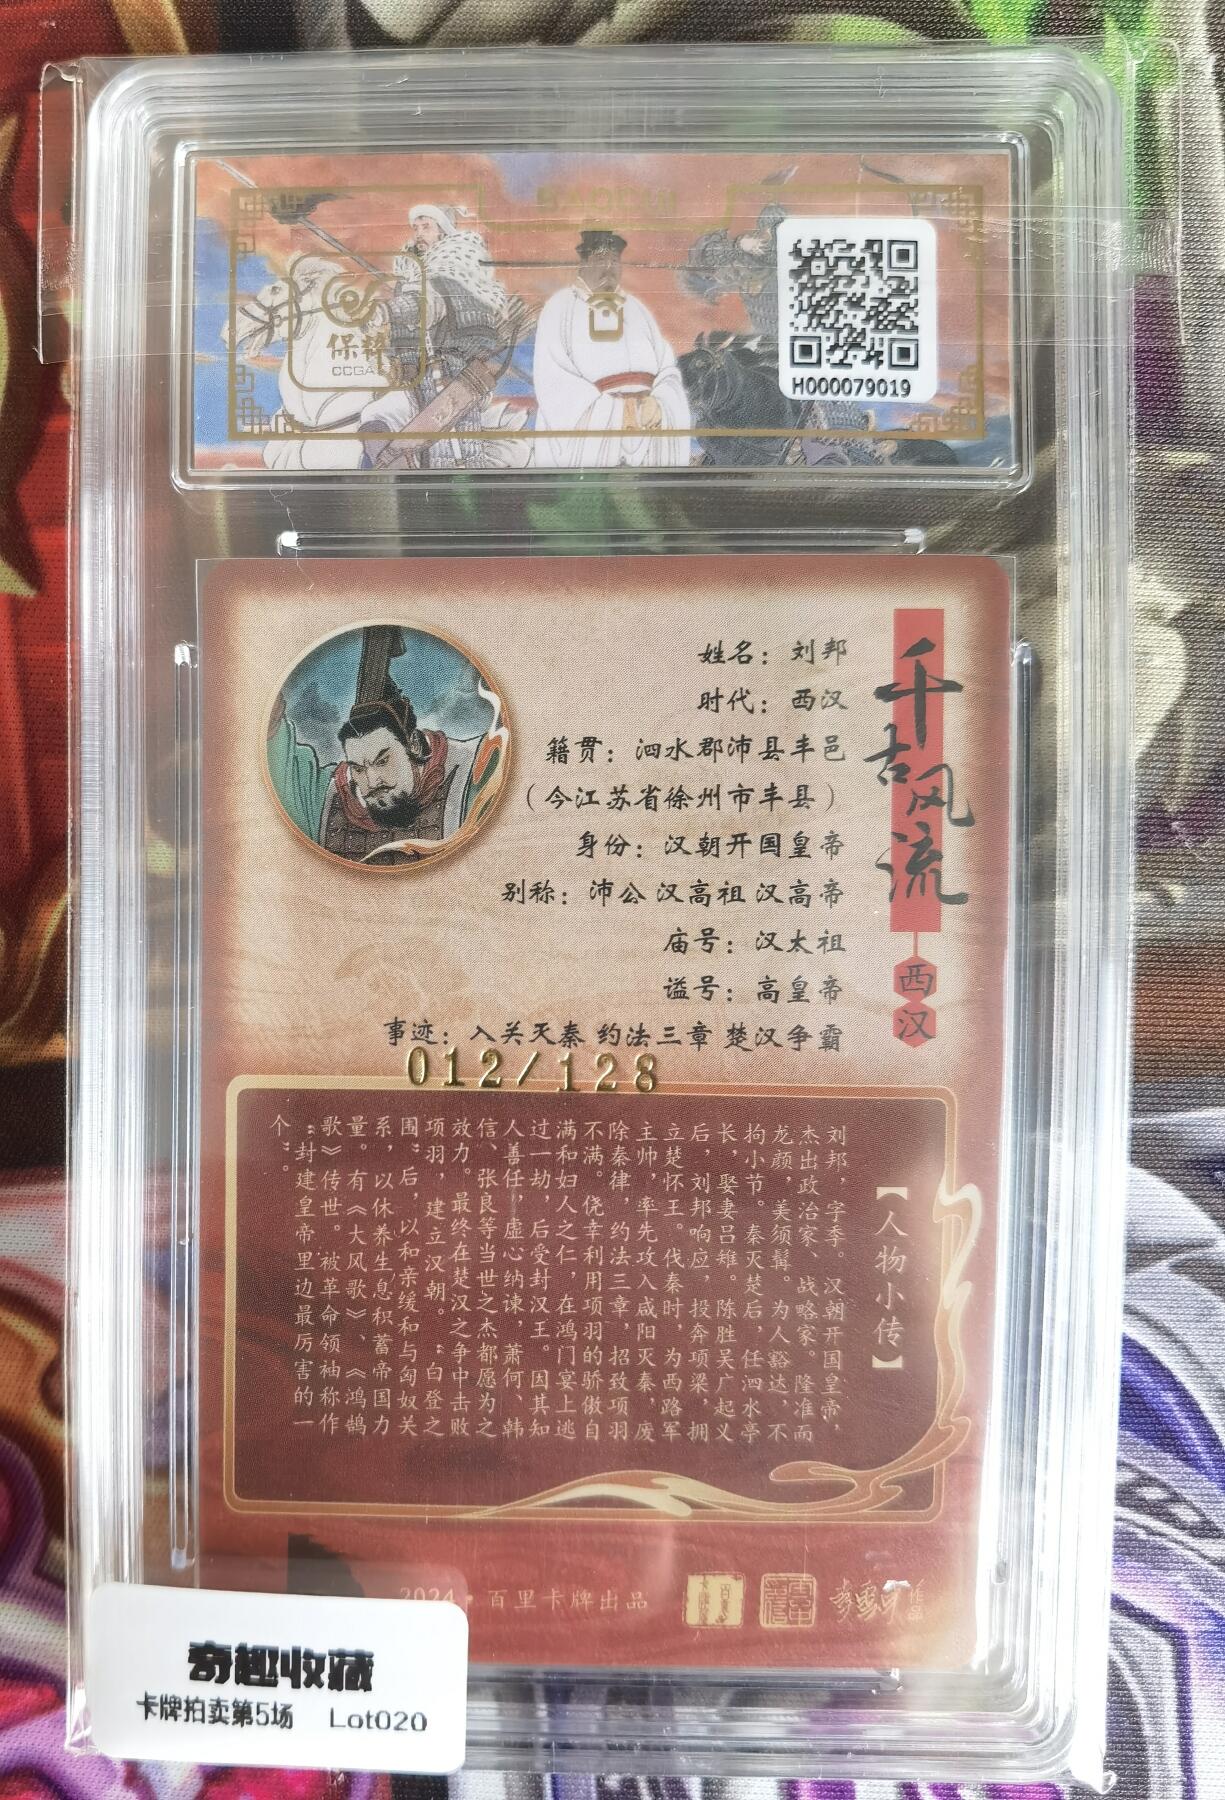 BAOCUI
保粹
CCGA
H000079019
姓名：刘邦
时代：西汉
籍贯：泗水郡沛县丰邑
（今江苏省徐州市丰县）
身份：汉朝开国皇帝
别称：沛公 汉高祖 汉高帝
庙号：汉太祖
谥号：高皇帝
事迹：入关灭秦 约法三章 楚汉争霸
千古风流
西汉
012/128
【人物小传】
刘邦，字季。汉朝开国皇帝，
杰出政治家、战略家。隆准而
龙颜，美须髯。为人豁达，不
拘小节。秦灭楚后，任泗水亭
长，娶妻吕雉。陈胜吴广起义
后，刘邦响应，投奔项梁，拥
立楚怀王。伐秦时，为西路军
主帅，率先攻入咸阳灭秦，废
除秦律，约法三章，招致项羽
不满。侥幸利用项羽的骄傲自
满和妇人之仁，在鸿门宴上逃
过一劫，后受封汉王。因其知
人善任，虚心纳谏，萧何、韩
信、张良等当世之杰都愿为之
效力。最终在楚汉之争中击败
项羽，建立汉朝。“白登之
围”后，以和亲缓和与匈奴关
系，以休养生息积蓄帝国力
量。有《大风歌》、《鸿鹄
歌》传世。被革命领袖称作
“封建皇帝里边最厉害的一
个”。
2024·百里卡牌出品
作品
奇趣收藏
卡牌拍卖第5场 Lot020